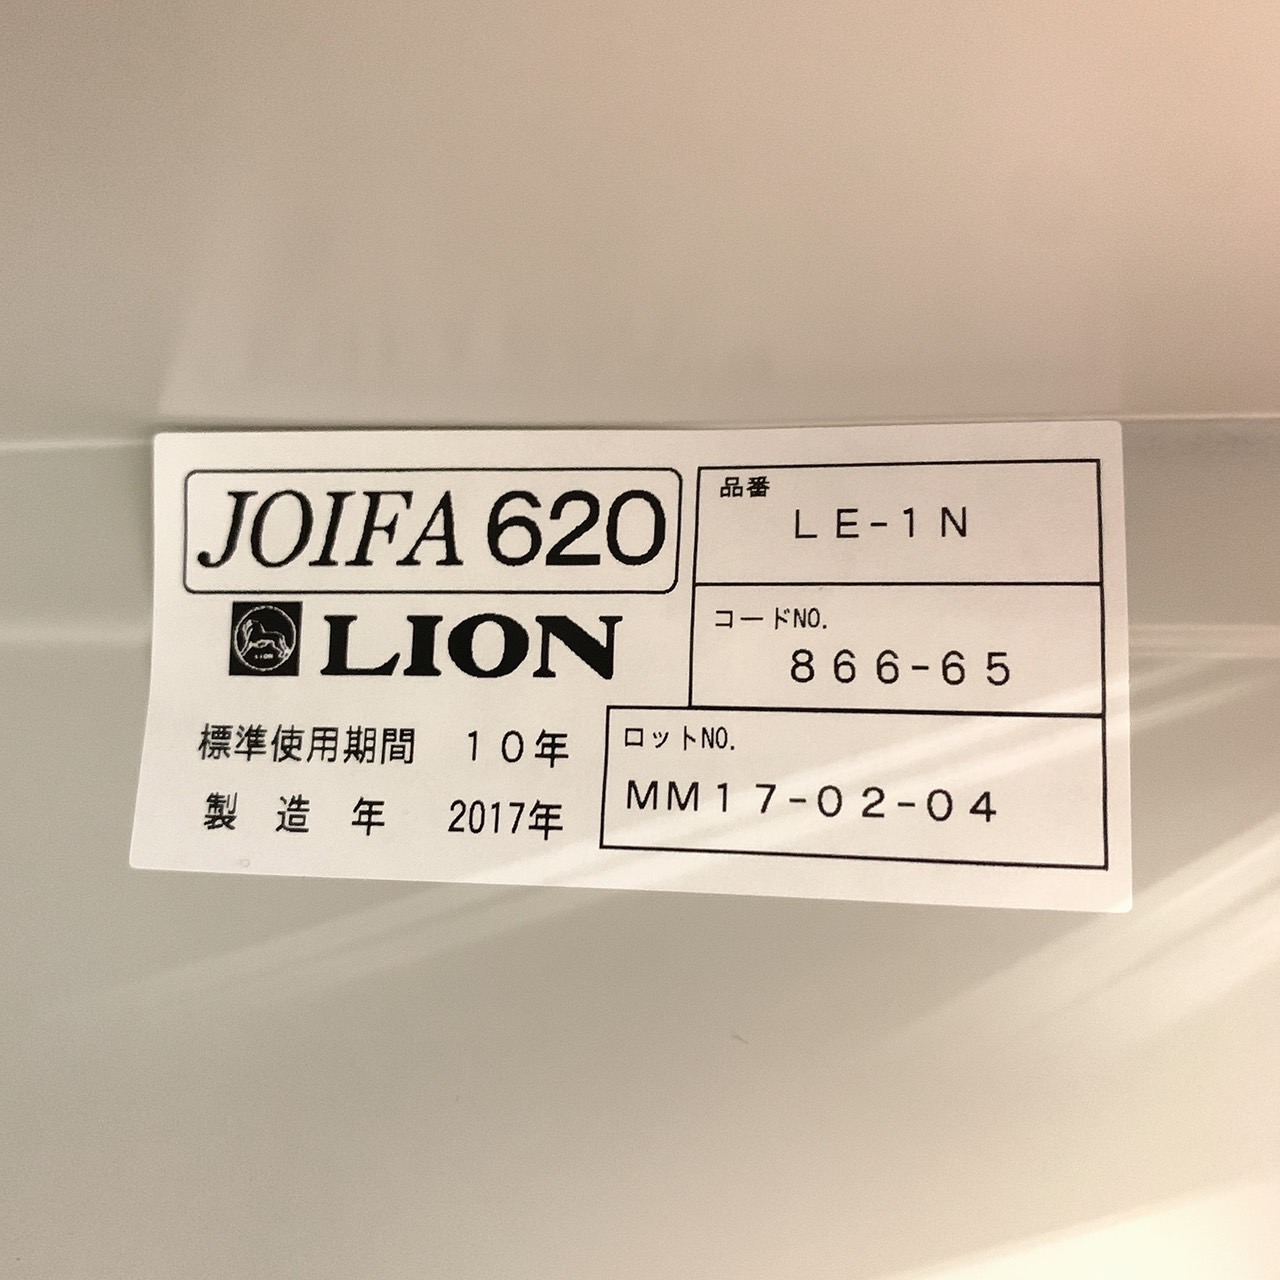 JOIFA 620
LION
LION
標準使用期間 10年
製造年 2017年
品番
LE-1N
コードNO.
866-65
ロットNO.
MM17-02-04